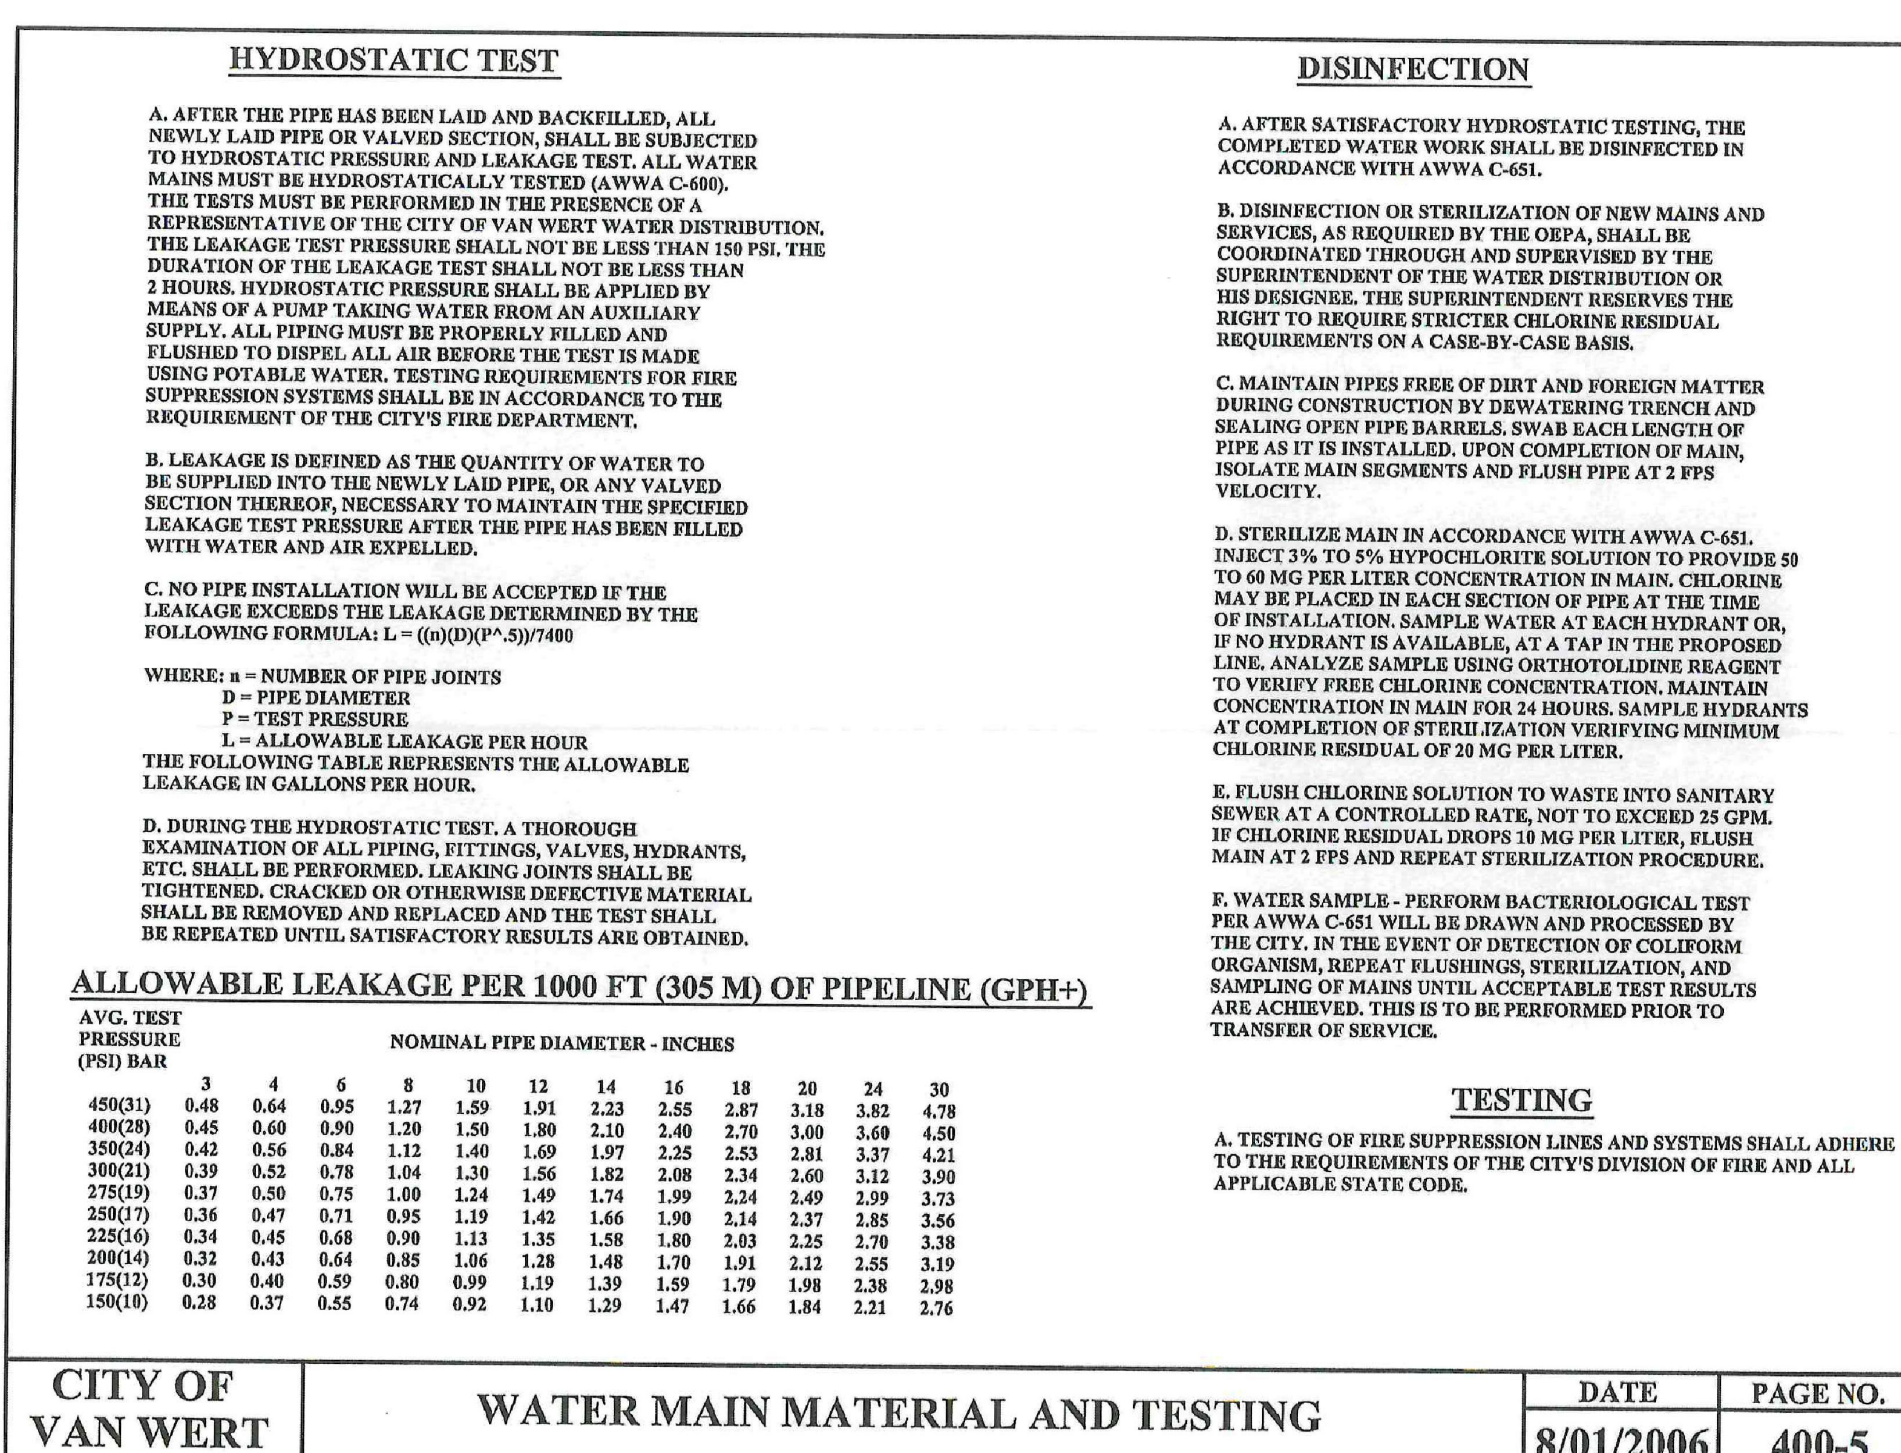 HYDROSTATIC TEST
A. AFTER THE PIPE HAS BEEN LAID AND BACKFILLED, ALL
NEWLY LAID PIPE OR VALVED SECTION, SHALL BE SUBJECTED
TO HYDROSTATIC PRESSURE AND LEAKAGE TEST. ALL WATER
MAINS MUST BE HYDROSTATICALLY TESTED (AWWA C-600).
THE TESTS MUST BE PERFORMED IN THE PRESENCE OF A
REPRESENTATIVE OF THE CITY OF VAN WERT WATER DISTRIBUTION.
THE LEAKAGE TEST PRESSURE SHALL NOT BE LESS THAN 150 PSI. THE
DURATION OF THE LEAKAGE TEST SHALL NOT BE LESS THAN
2 HOURS. HYDROSTATIC PRESSURE SHALL BE APPLIED BY
MEANS OF A PUMP TAKING WATER FROM AN AUXILIARY
SUPPLY. ALL PIPING MUST BE PROPERLY FILLED AND
FLUSHED TO DISPEL ALL AIR BEFORE THE TEST IS MADE
USING POTABLE WATER. TESTING REQUIREMENTS FOR FIRE
SUPPRESSION SYSTEMS SHALL BE IN ACCORDANCE TO THE
REQUIREMENT OF THE CITY'S FIRE DEPARTMENT.
B. LEAKAGE IS DEFINED AS THE QUANTITY OF WATER TO
BE SUPPLIED INTO THE NEWLY LAID PIPE, OR ANY VALVED
SECTION THEREOF, NECESSARY TO MAINTAIN THE SPECIFIED
LEAKAGE TEST PRESSURE AFTER THE PIPE HAS BEEN FILLED
WITH WATER AND AIR EXPELLED.
C. NO PIPE INSTALLATION WILL BE ACCEPTED IF THE
LEAKAGE EXCEEDS THE LEAKAGE DETERMINED BY THE
FOLLOWING FORMULA: L = ((n)(D)(P^.5))/7400
WHERE: n = NUMBER OF PIPE JOINTS
D = PIPE DIAMETER
P = TEST PRESSURE
L = ALLOWABLE LEAKAGE PER HOUR
THE FOLLOWING TABLE REPRESENTS THE ALLOWABLE
LEAKAGE IN GALLONS PER HOUR.
D. DURING THE HYDROSTATIC TEST. A THOROUGH
EXAMINATION OF ALL PIPING, FITTINGS, VALVES, HYDRANTS,
ETC. SHALL BE PERFORMED. LEAKING JOINTS SHALL BE
TIGHTENED. CRACKED OR OTHERWISE DEFECTIVE MATERIAL
SHALL BE REMOVED AND REPLACED AND THE TEST SHALL
BE REPEATED UNTIL SATISFACTORY RESULTS ARE OBTAINED.
ALLOWABLE LEAKAGE PER 1000 FT (305 M) OF PIPELINE (GPH+)
AVG. TEST
PRESSURE NOMINAL PIPE DIAMETER - INCHES
(PSI) BAR
3 4 6 8 10 12 14 16 18 20 24 30
450(31) 0.48 0.64 0.95 1.27 1.59 1.91 2.23 2.55 2.87 3.18 3.82 4.78
400(28) 0.45 0.60 0.90 1.20 1.50 1.80 2.10 2.40 2.70 3.00 3.60 4.50
350(24) 0.42 0.56 0.84 1.12 1.40 1.69 1.97 2.25 2.53 2.81 3.37 4.21
300(21) 0.39 0.52 0.78 1.04 1.30 1.56 1.82 2.08 2.34 2.60 3.12 3.90
275(19) 0.37 0.50 0.75 1.00 1.24 1.49 1.74 1.99 2.24 2.49 2.99 3.73
250(17) 0.36 0.47 0.71 0.95 1.19 1.42 1.66 1.90 2.14 2.37 2.85 3.56
225(16) 0.34 0.45 0.68 0.90 1.13 1.35 1.58 1.80 2.03 2.25 2.70 3.38
200(14) 0.32 0.43 0.64 0.85 1.06 1.28 1.48 1.70 1.91 2.12 2.55 3.19
175(12) 0.30 0.40 0.59 0.80 0.99 1.19 1.39 1.59 1.79 1.98 2.38 2.98
150(10) 0.28 0.37 0.55 0.74 0.92 1.10 1.29 1.47 1.66 1.84 2.21 2.76
DISINFECTION
A. AFTER SATISFACTORY HYDROSTATIC TESTING, THE
COMPLETED WATER WORK SHALL BE DISINFECTED IN
ACCORDANCE WITH AWWA C-651.
B. DISINFECTION OR STERILIZATION OF NEW MAINS AND
SERVICES, AS REQUIRED BY THE OEPA, SHALL BE
COORDINATED THROUGH AND SUPERVISED BY THE
SUPERINTENDENT OF THE WATER DISTRIBUTION OR
HIS DESIGNEE. THE SUPERINTENDENT RESERVES THE
RIGHT TO REQUIRE STRICTER CHLORINE RESIDUAL
REQUIREMENTS ON A CASE-BY-CASE BASIS.
C. MAINTAIN PIPES FREE OF DIRT AND FOREIGN MATTER
DURING CONSTRUCTION BY DEWATERING TRENCH AND
SEALING OPEN PIPE BARRELS. SWAB EACH LENGTH OF
PIPE AS IT IS INSTALLED. UPON COMPLETION OF MAIN,
ISOLATE MAIN SEGMENTS AND FLUSH PIPE AT 2 FPS
VELOCITY.
D. STERILIZE MAIN IN ACCORDANCE WITH AWWA C-651.
INJECT 3% TO 5% HYPOCHLORITE SOLUTION TO PROVIDE 50
TO 60 MG PER LITER CONCENTRATION IN MAIN. CHLORINE
MAY BE PLACED IN EACH SECTION OF PIPE AT THE TIME
OF INSTALLATION. SAMPLE WATER AT EACH HYDRANT OR,
IF NO HYDRANT IS AVAILABLE, AT A TAP IN THE PROPOSED
LINE. ANALYZE SAMPLE USING ORTHOTOLIDINE REAGENT
TO VERIFY FREE CHLORINE CONCENTRATION. MAINTAIN
CONCENTRATION IN MAIN FOR 24 HOURS. SAMPLE HYDRANTS
AT COMPLETION OF STERILIZATION VERIFYING MINIMUM
CHLORINE RESIDUAL OF 20 MG PER LITER.
E. FLUSH CHLORINE SOLUTION TO WASTE INTO SANITARY
SEWER AT A CONTROLLED RATE, NOT TO EXCEED 25 GPM.
IF CHLORINE RESIDUAL DROPS 10 MG PER LITER, FLUSH
MAIN AT 2 FPS AND REPEAT STERILIZATION PROCEDURE.
F. WATER SAMPLE - PERFORM BACTERIOLOGICAL TEST
PER AWWA C-651 WILL BE DRAWN AND PROCESSED BY
THE CITY. IN THE EVENT OF DETECTION OF COLIFORM
ORGANISM, REPEAT FLUSHINGS, STERILIZATION, AND
SAMPLING OF MAINS UNTIL ACCEPTABLE TEST RESULTS
ARE ACHIEVED. THIS IS TO BE PERFORMED PRIOR TO
TRANSFER OF SERVICE.
TESTING
A. TESTING OF FIRE SUPPRESSION LINES AND SYSTEMS SHALL ADHERE
TO THE REQUIREMENTS OF THE CITY'S DIVISION OF FIRE AND ALL
APPLICABLE STATE CODE.
CITY OF
VAN WERT
WATER MAIN MATERIAL AND TESTING
DATE
8/01/2006
PAGE NO.
400-5